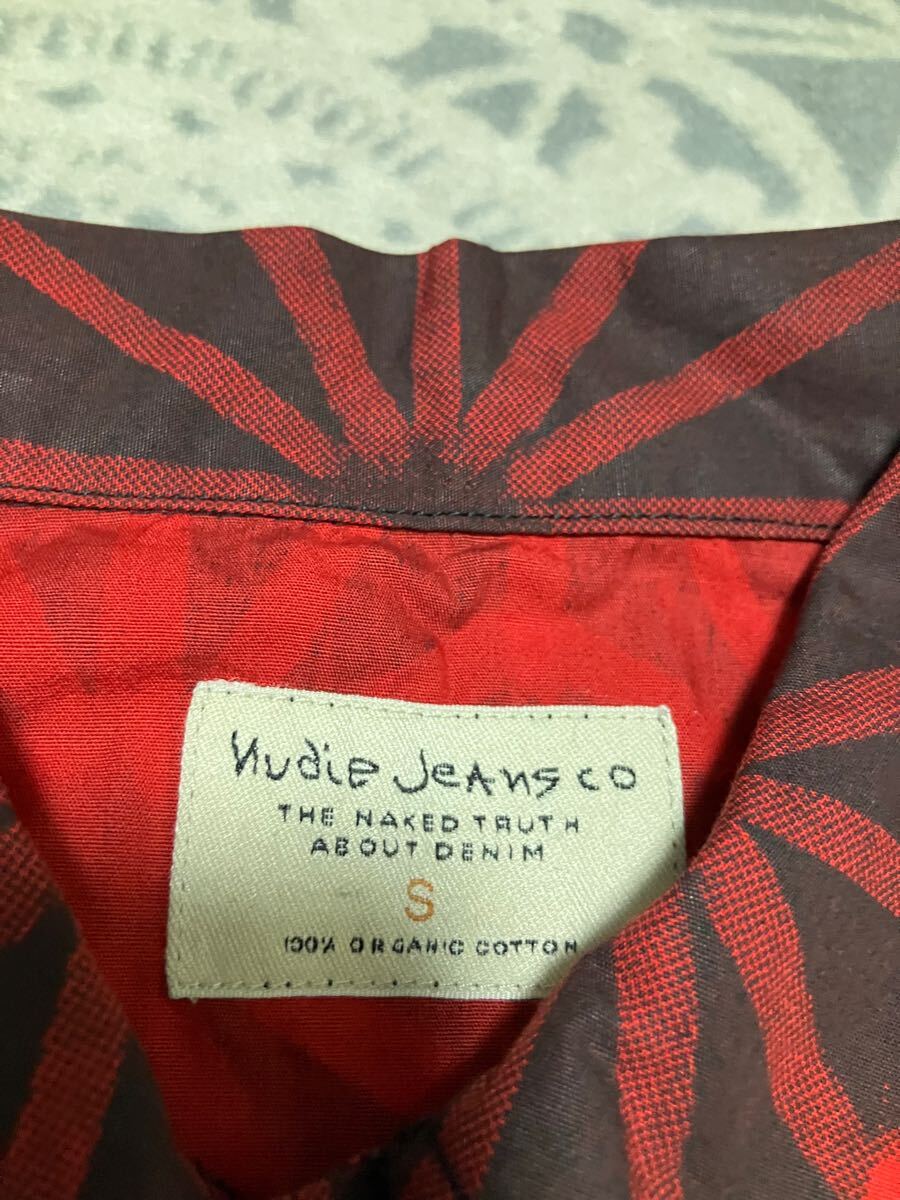 Nudie Jeans co
THE NAKED TRUTH
ABOUT DENIM
S
100% ORGANIC COTTON